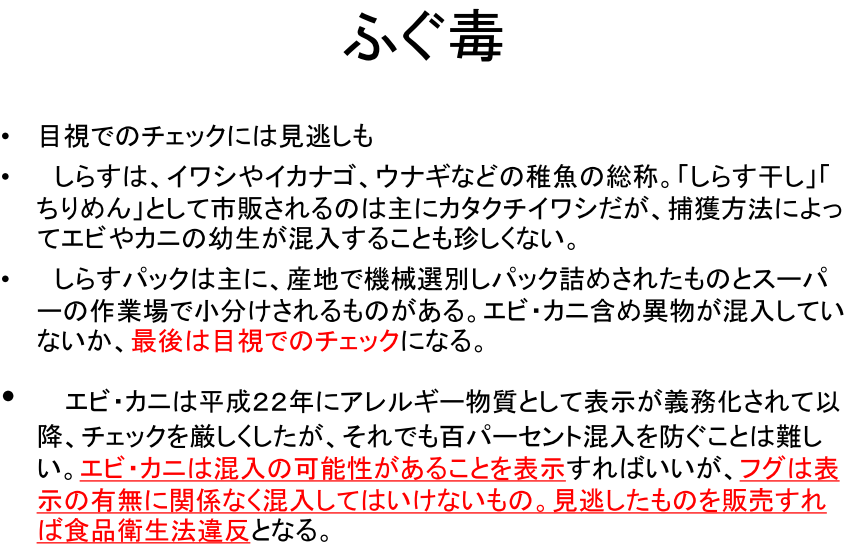 ふぐ毒
• 目視でのチェックには見逃しも
• しらすは、イワシやイカナゴ、ウナギなどの稚魚の総称。「しらす干し」「
ちりめん」として市販されるのは主にカタクチイワシだが、捕獲方法によっ
てエビやカニの幼生が混入することも珍しくない。
• しらすパックは主に、産地で機械選別しパック詰めされたものとスーパ
ーの作業場で小分けされるものがある。エビ・カニ含め異物が混入してい
ないか、最後は目視でのチェックになる。
• エビ・カニは平成２２年にアレルギー物質として表示が義務化されて以
降、チェックを厳しくしたが、それでも百パーセント混入を防ぐことは難し
い。エビ・カニは混入の可能性があることを表示すればいいが、フグは表
示の有無に関係なく混入してはいけないもの。見逃したものを販売すれ
ば食品衛生法違反となる。